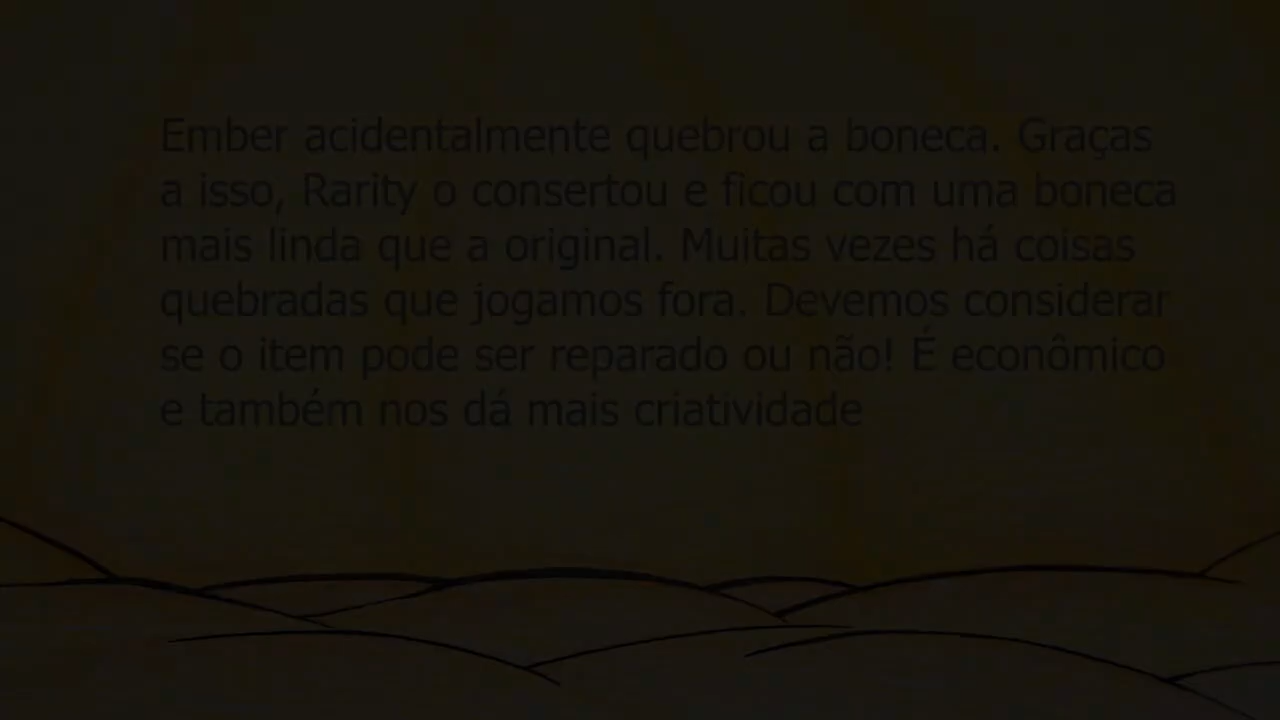 Ember acidentalmente quebrou a boneca. Graças
a isso, Rarity o consertou e ficou com uma boneca
mais linda que a original. Muitas vezes há coisas
quebradas que jogamos fora. Devemos considerar
se o item pode ser reparado ou não! É econômico
e também nos dá mais criatividade